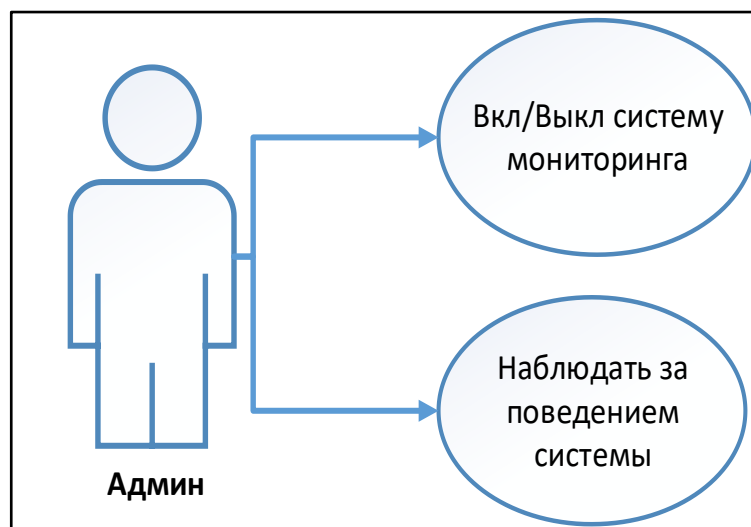 Вкл/Выкл систему
мониторинга
Наблюдать за
поведением
системы
Админ